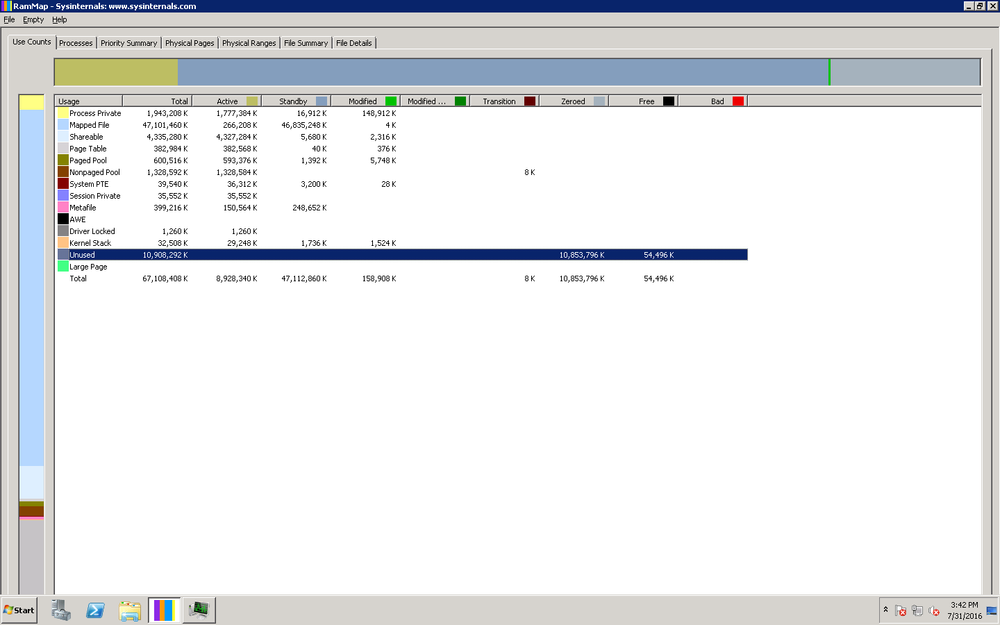 RamMap - Sysinternals: www.sysinternals.com
File Empty Help
Use Counts Processes Priority Summary Physical Pages Physical Ranges File Summary File Details
Usage Total Active Standby Modified Modified ... Transition Zeroed Free Bad
Process Private 1,943,208 K 1,777,384 K 16,912 K 148,912 K
Mapped File 47,101,460 K 266,208 K 46,835,248 K 4 K
Shareable 4,335,280 K 4,327,284 K 5,680 K 2,316 K
Page Table 382,984 K 382,568 K 40 K 376 K
Paged Pool 600,516 K 593,376 K 1,392 K 5,748 K
Nonpaged Pool 1,328,592 K 1,328,584 K 8 K
System PTE 39,540 K 36,312 K 3,200 K 28 K
Session Private 35,552 K 35,552 K
Metafile 399,216 K 150,564 K 248,652 K
AWE
Driver Locked 1,260 K 1,260 K
Kernel Stack 32,508 K 29,248 K 1,736 K 1,524 K
Unused 10,908,292 K 10,853,796 K 54,496 K
Large Page
Total 67,108,408 K 8,928,340 K 47,112,860 K 158,908 K 8 K 10,853,796 K 54,496 K
Start
3:42 PM
7/31/2016